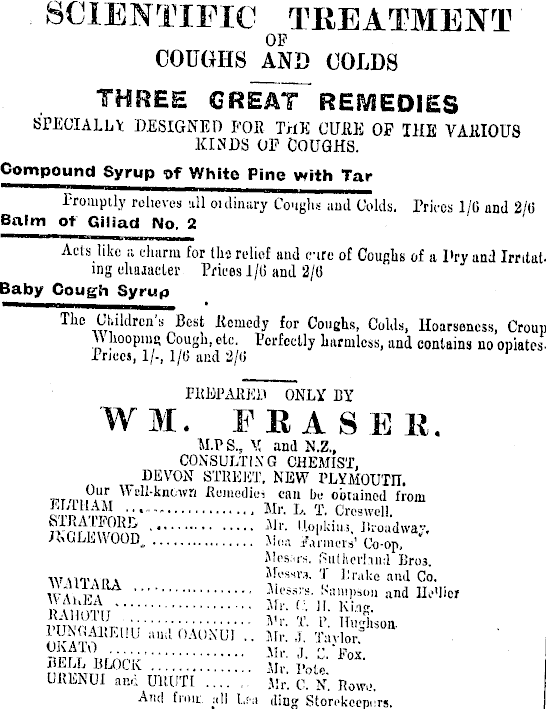 SCIENTIFIC TREATMENT
OF
COUGHS AND COLDS
THREE GREAT REMEDIES
SPECIALLY DESIGNED FOR THE CURE OF THE VARIOUS
KINDS OF COUGHS.
Compound Syrup of White Pine with Tar
Promptly relieves all ordinary Coughs and Colds. Prices 1/6 and 2/6
Balm of Giliad No. 2
Acts like a charm for the relief and cure of Coughs of a Dry and Irritat-
ing character Prices 1/6 and 2/6
Baby Cough Syrup
The Children's Best Remedy for Coughs, Colds, Hoarseness, Croup
Whooping Cough, etc. Perfectly harmless, and contains no opiates.
Prices, 1/-, 1/6 and 2/6
PREPARED ONLY BY
WM. FRASER.
M.P.S., V. and N.Z.,
CONSULTING CHEMIST,
DEVON STREET, NEW PLYMOUTH.
Our Well-known Remedies can be obtained from
ELTHAM .................. Mr. L. T. Creswell.
STRATFORD ............... Mr. Hopkins, Broadway.
INGLEWOOD ............... Farmers' Co-op,
Messrs. Sutherland Bros.
Messrs. T Brake and Co.
WAITARA ............... Messrs. Sampson and Hellier
WAREA .................. Mr. C. H. King.
RAHOTU .................. Mr. T. P. Hughson.
PUNGAREHU and OAONUI .. Mr. J. Taylor.
OKATO .................. Mr. J. C. Fox.
BELL BLOCK ............... Mr. Pote.
URENUI and URUTI ...... Mr. C. N. Rowe.
And from all Leading Storekeepers.